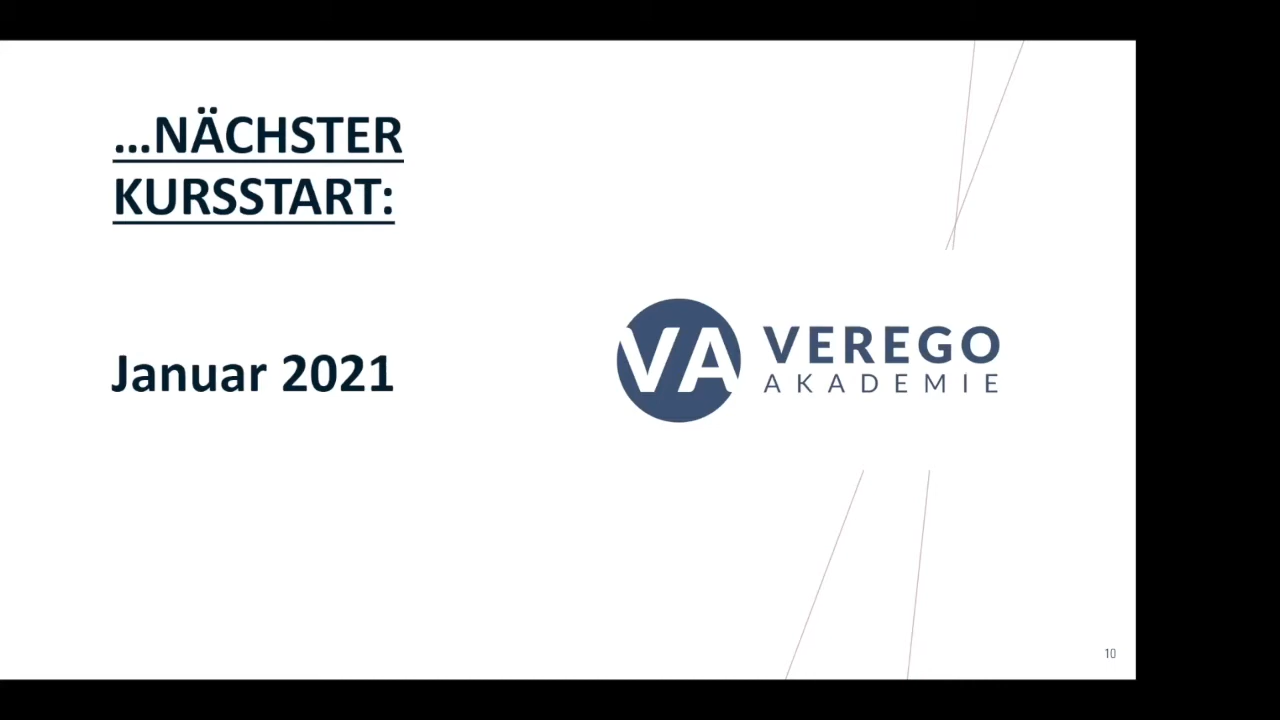 ...NÄCHSTER
KURSSTART:
Januar 2021
VA
VEREGO
AKADEMIE
10